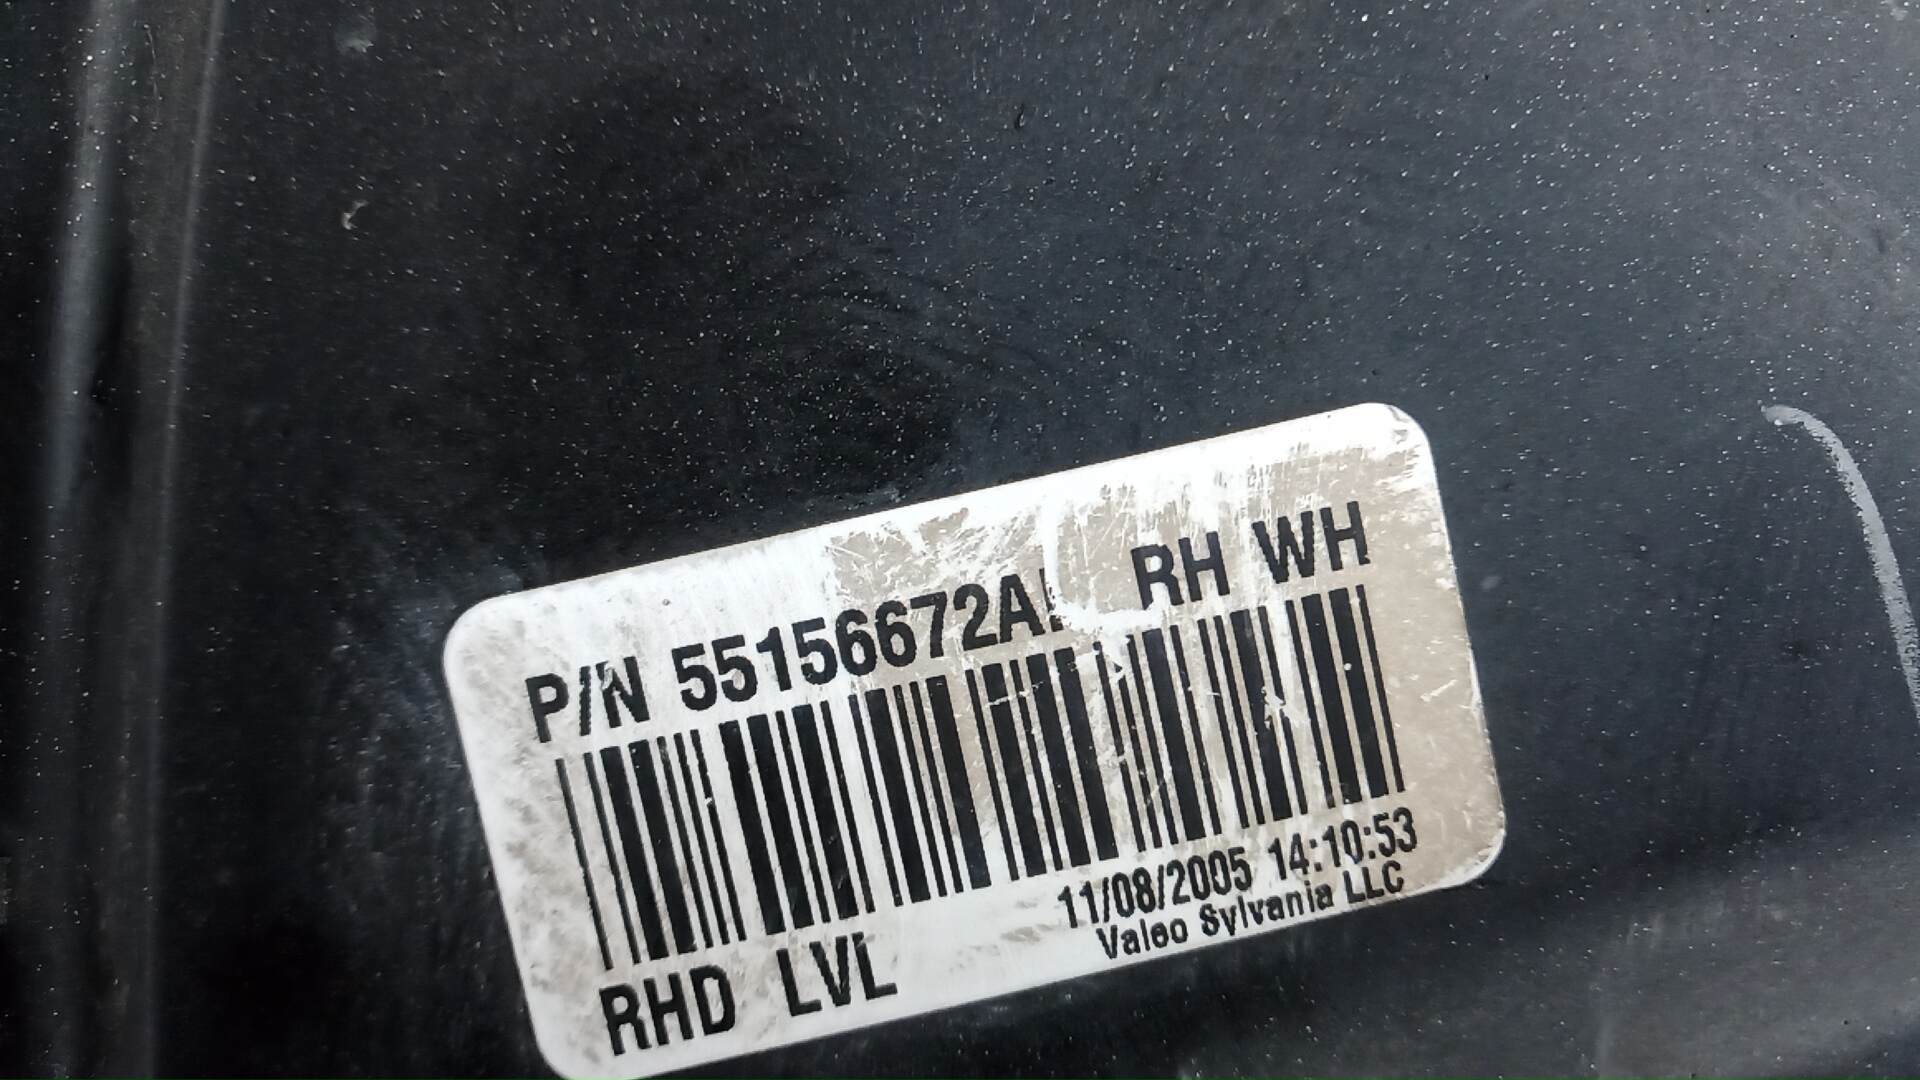 P/N 55156672A RH WH
11/08/2005 14:10:53
Valeo Sylvania LLC
RHD LVL